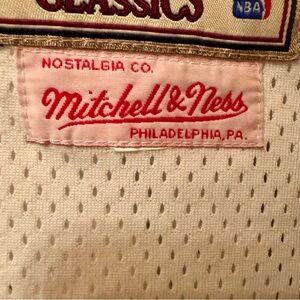 CLASSICS
NBA
NOSTALGIA CO.
Mitchell & Ness
PHILADELPHIA, PA.